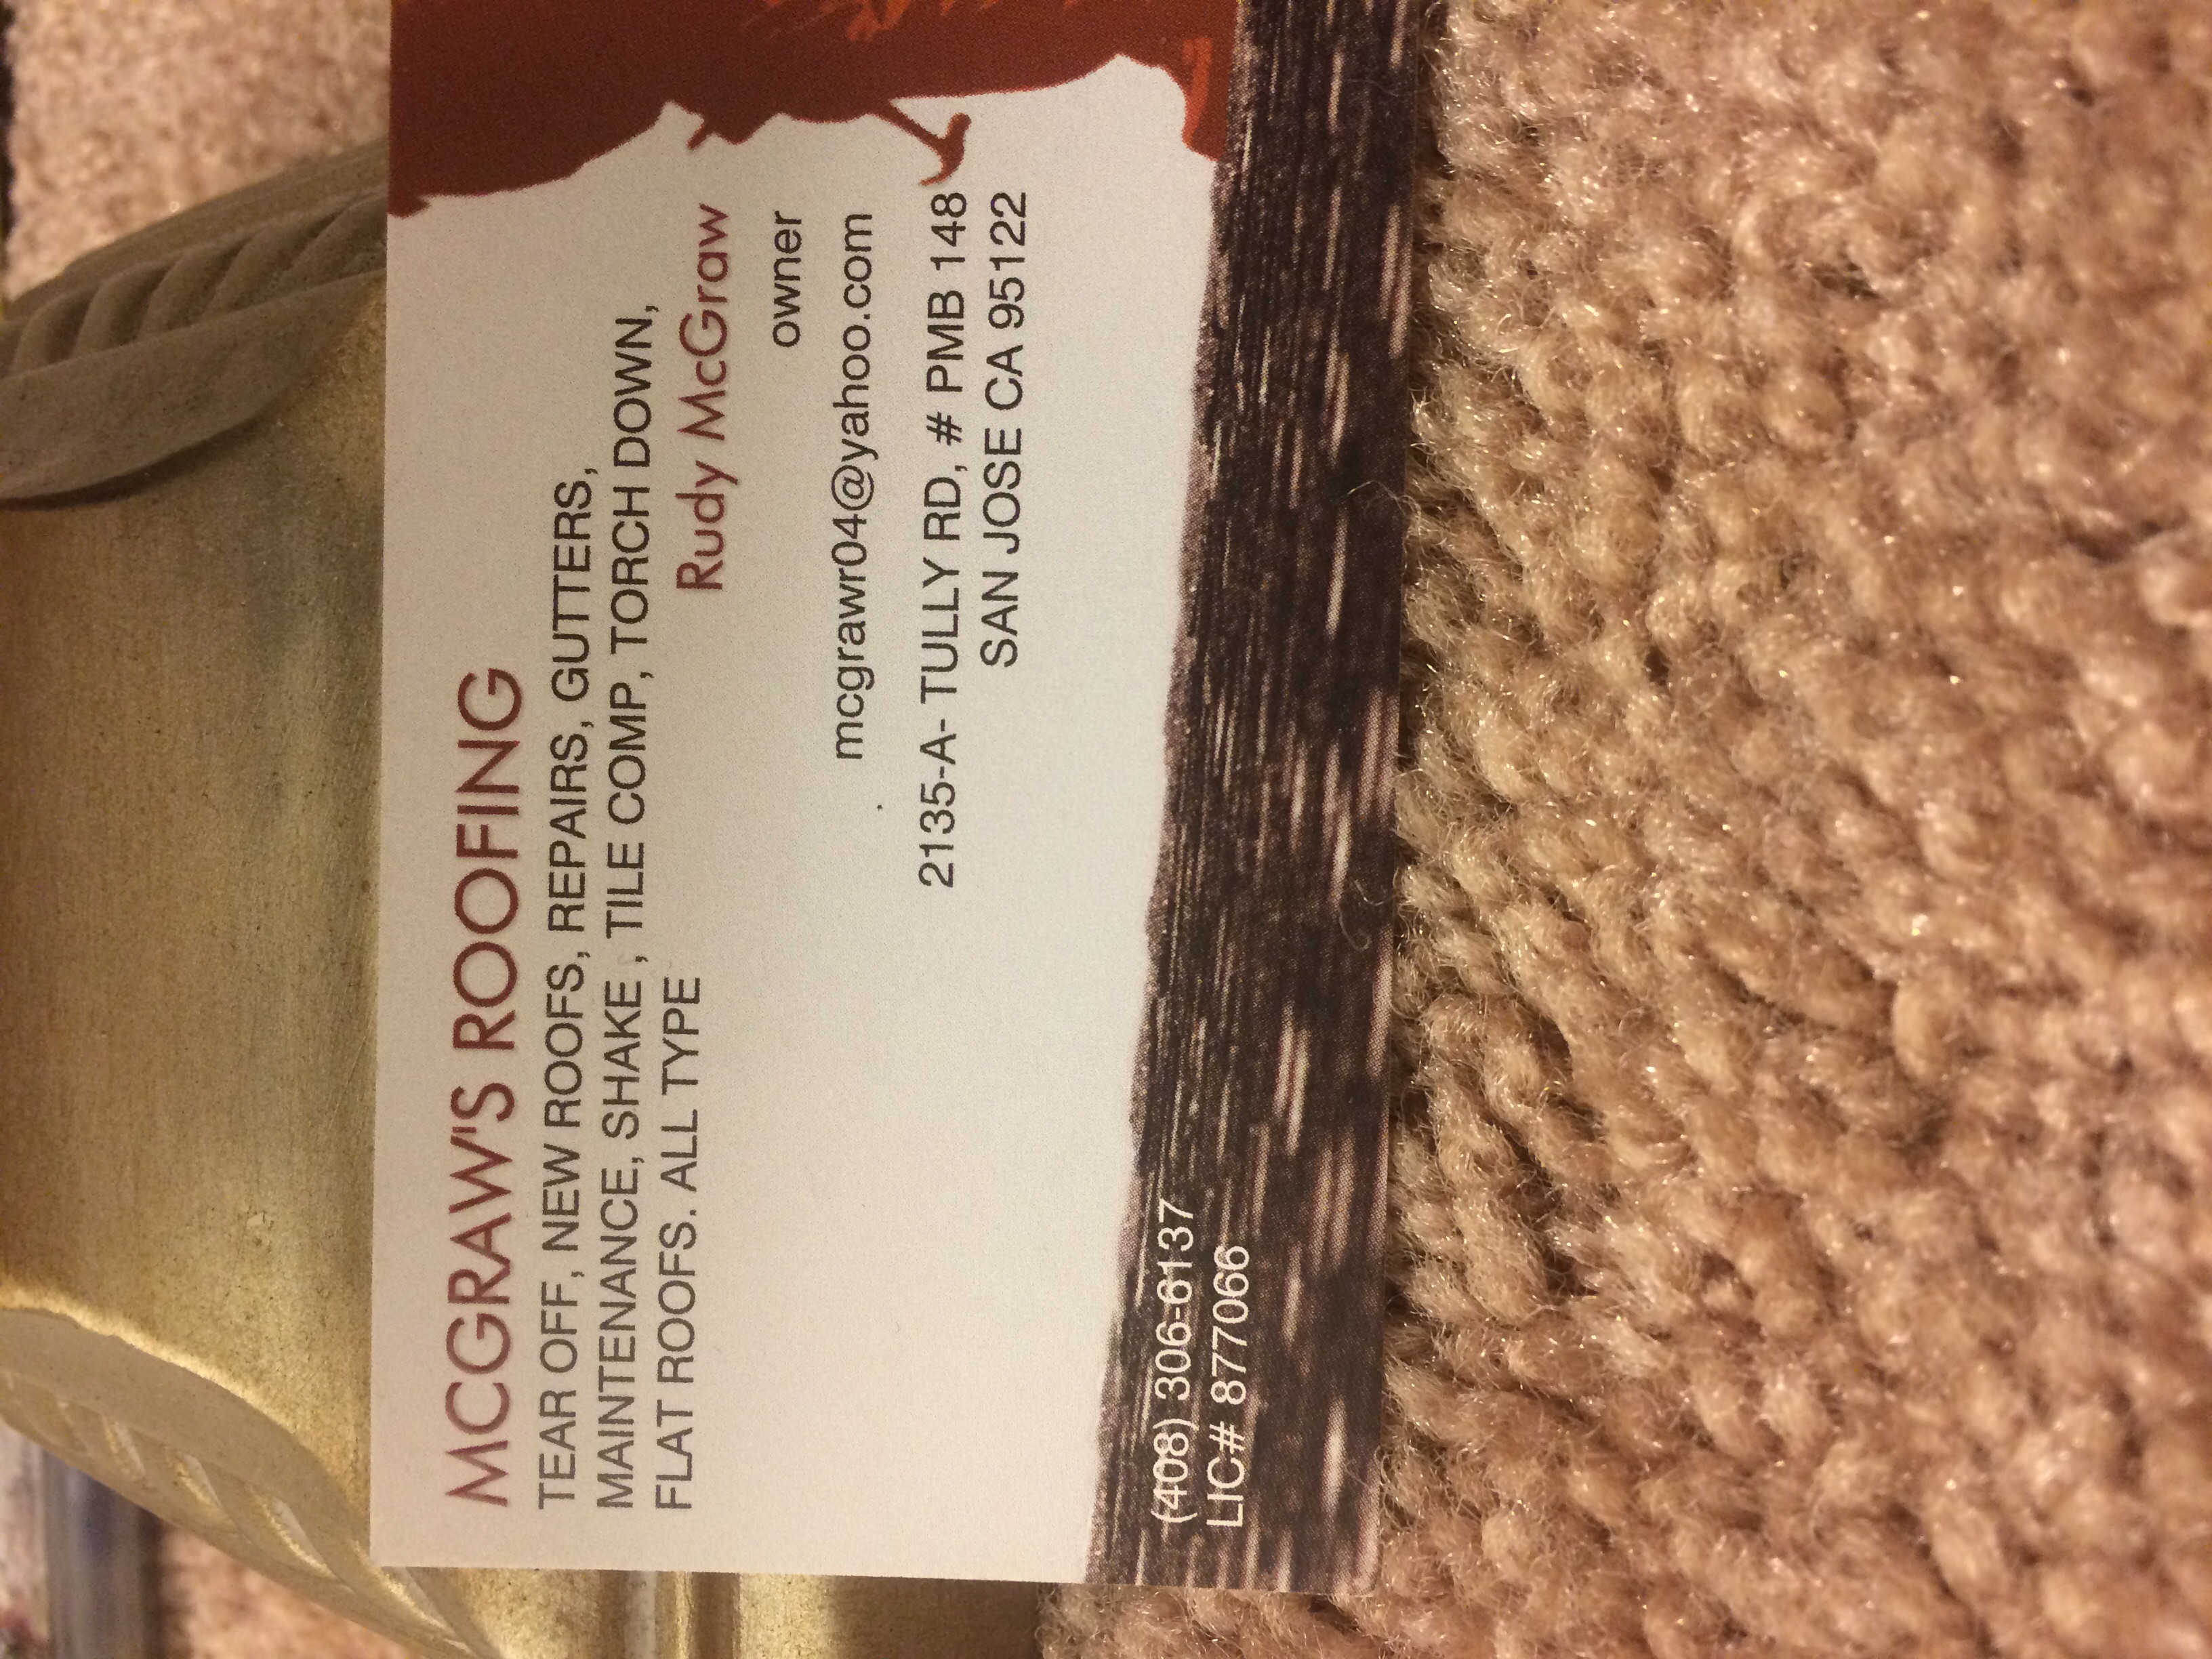 MCGRAW'S ROOFING
TEAR OFF, NEW ROOFS, REPAIRS, GUTTERS,
MAINTENANCE, SHAKE , TILE COMP, TORCH DOWN,
FLAT ROOFS. ALL TYPE
Rudy McGraw
owner
mcgrawr04@yahoo.com
2135-A- TULLY RD, # PMB 148
SAN JOSE CA 95122
(408) 306-6137
LIC# 877066